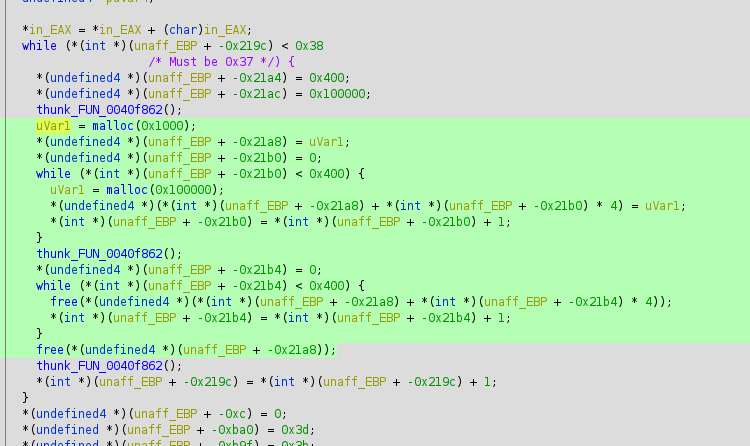 *in_EAX = *in_EAX + (char)in_EAX;
while (*(int *)(unaff_EBP + -0x219c) < 0x38
/* Must be 0x37 */) {
*(undefined4 *)(unaff_EBP + -0x21a4) = 0x400;
*(undefined4 *)(unaff_EBP + -0x21ac) = 0x100000;
thunk_FUN_0040f862();
uVar1 = malloc(0x1000);
*(undefined4 *)(unaff_EBP + -0x21a8) = uVar1;
*(undefined4 *)(unaff_EBP + -0x21b0) = 0;
while (*(int *)(unaff_EBP + -0x21b0) < 0x400) {
uVar1 = malloc(0x100000);
*(undefined4 *)(*(int *)(unaff_EBP + -0x21a8) + *(int *)(unaff_EBP + -0x21b0) * 4) = uVar1;
*(int *)(unaff_EBP + -0x21b0) = *(int *)(unaff_EBP + -0x21b0) + 1;
}
thunk_FUN_0040f862();
*(undefined4 *)(unaff_EBP + -0x21b4) = 0;
while (*(int *)(unaff_EBP + -0x21b4) < 0x400) {
free(*(undefined4 *)(*(int *)(unaff_EBP + -0x21a8) + *(int *)(unaff_EBP + -0x21b4) * 4));
*(int *)(unaff_EBP + -0x21b4) = *(int *)(unaff_EBP + -0x21b4) + 1;
}
free(*(undefined4 *)(unaff_EBP + -0x21a8));
thunk_FUN_0040f862();
*(int *)(unaff_EBP + -0x219c) = *(int *)(unaff_EBP + -0x219c) + 1;
}
*(undefined4 *)(unaff_EBP + -0xc) = 0;
*(undefined *)(unaff_EBP + -0xba0) = 0x3d;
*(undefined *)(unaff_EBP + -0xb9f) = 0x3b;